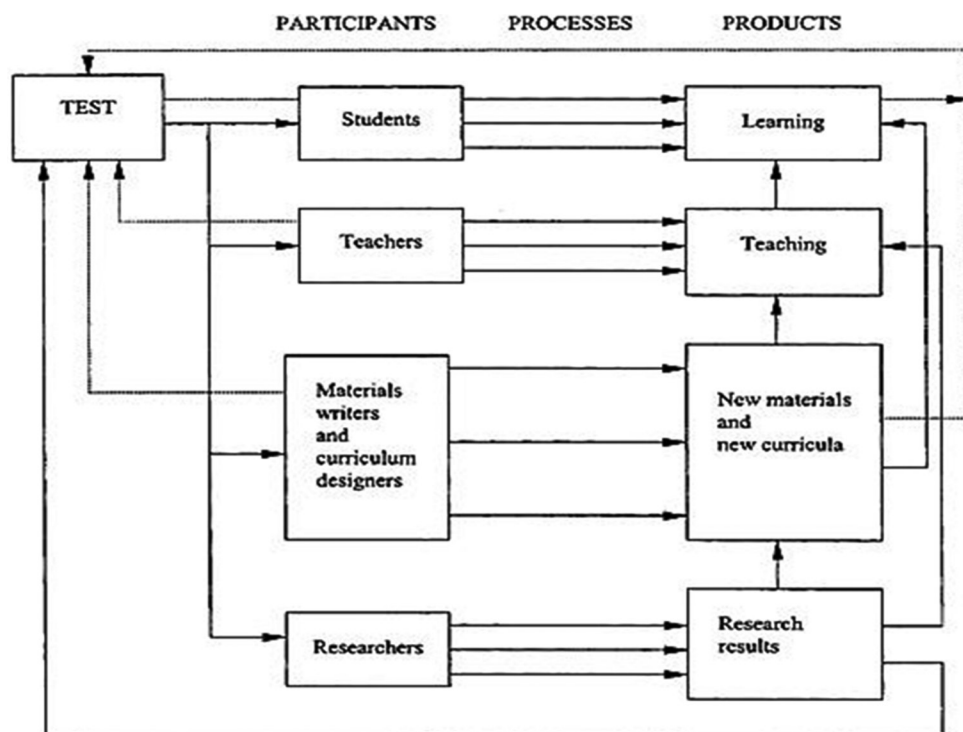 PARTICIPANTS PROCESSES PRODUCTS
TEST
Students
Learning
Teachers
Teaching
Materials
writers
and
curriculum
designers
New materials
and
new curricula
Researchers
Research
results